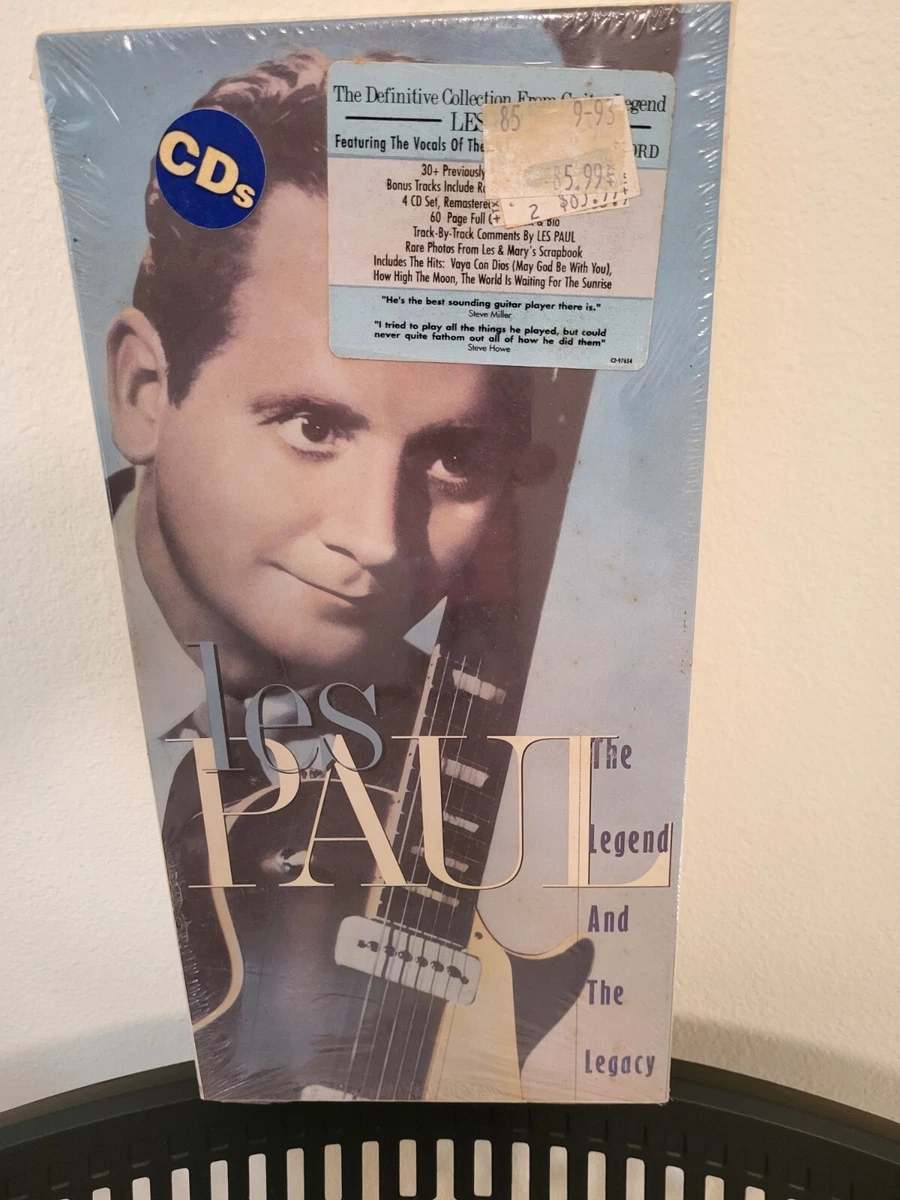 CDs
The Definitive Collection From Guitar Legend
LES
Featuring The Vocals Of The
ORD
30+ Previously
Bonus Tracks Include
4 CD Set, Remastered
60 Page Full & Bio
Track-By-Track Comments By LES PAUL
Rare Photos From Les & Mary's Scrapbook
Includes The Hits: Vaya Con Dios (May God Be With You),
How High The Moon, The World Is Waiting For The Sunrise
"He's the best sounding guitar player there is."
Steve Miller
"I tried to play all the things he played, but could
never quite fathom out all of how he did them"
Steve Howe
C2-97654
85 9-93
85.99
2
les
PAUL
The
Legend
And
The
Legacy